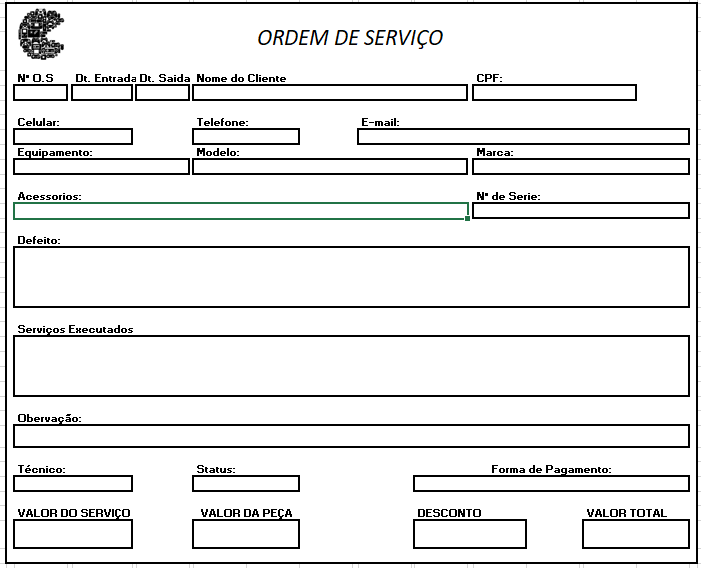 ORDEM DE SERVIÇO
Nº O.S Dt. Entrada Dt. Saida Nome do Cliente CPF:
Celular: Telefone: E-mail:
Equipamento: Modelo: Marca:
Acessorios: Nº de Serie:
Defeito:
Serviços Executados
Obervação:
Técnico: Status: Forma de Pagamento:
VALOR DO SERVIÇO VALOR DA PEÇA DESCONTO VALOR TOTAL